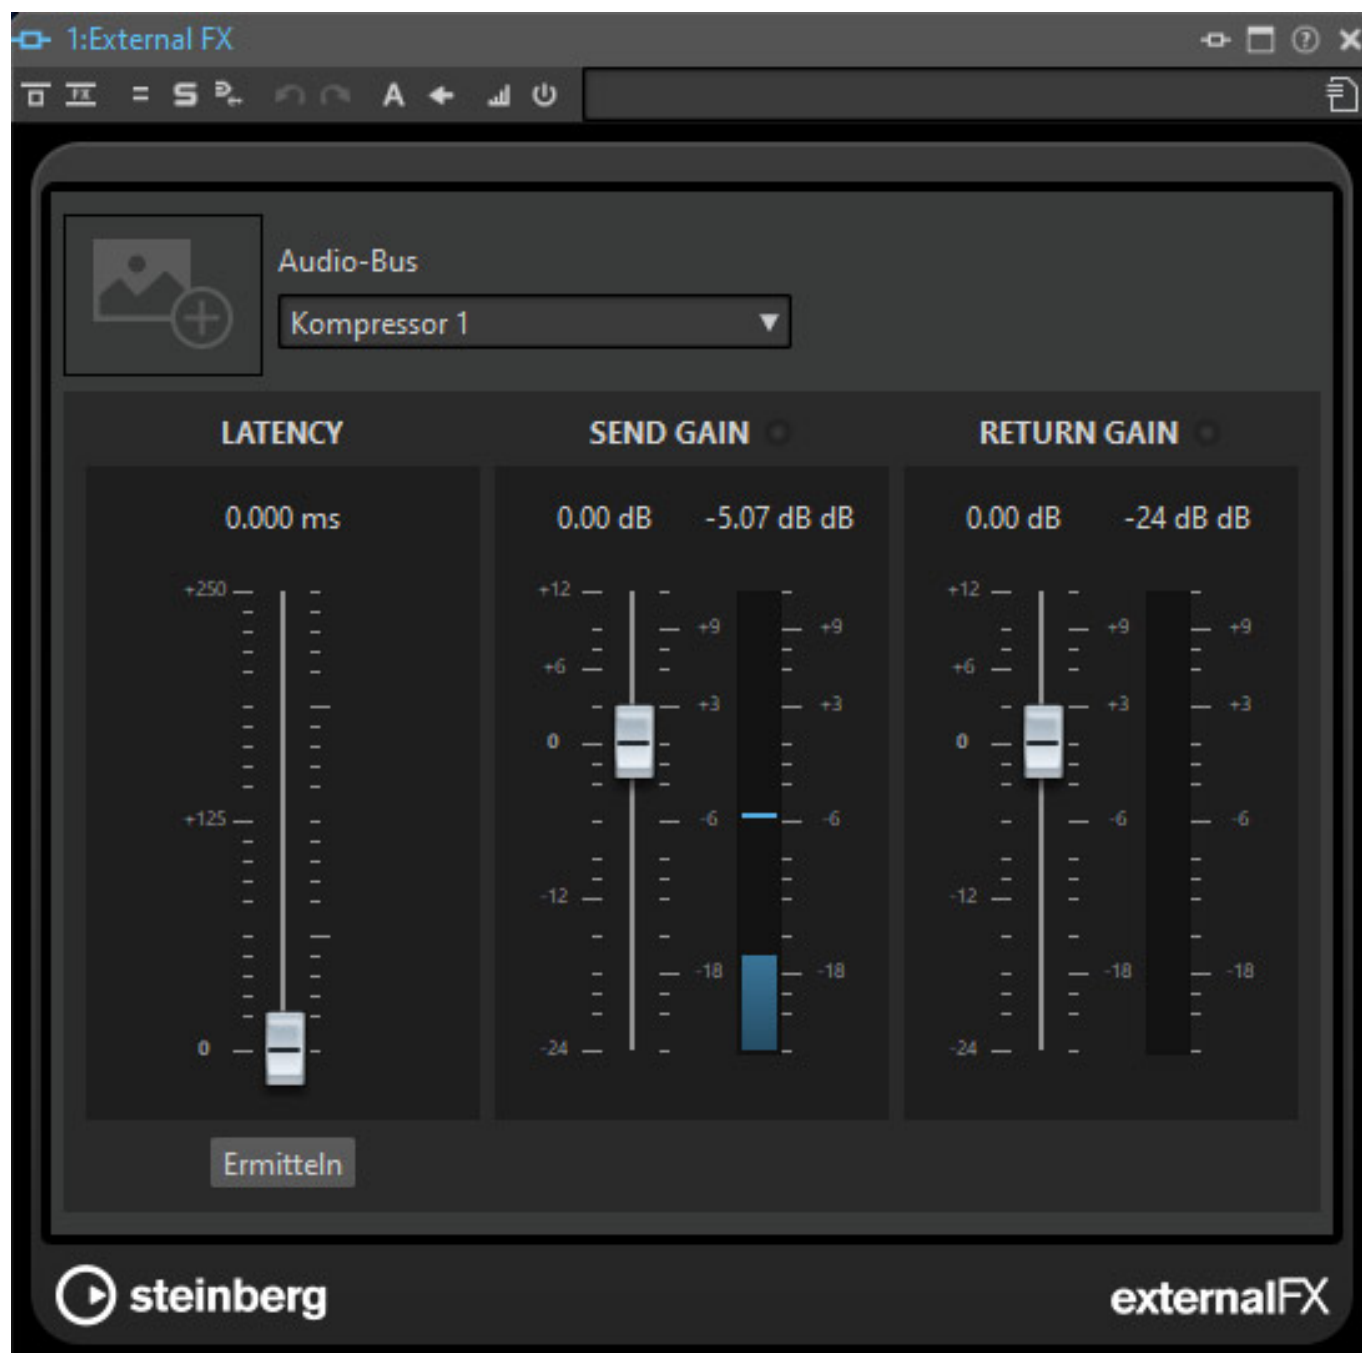 1:External FX
FX = S A
Audio-Bus
Kompressor 1
LATENCY SEND GAIN RETURN GAIN
0.000 ms 0.00 dB -5.07 dB dB 0.00 dB -24 dB dB
+250 +12 +12
+9 +9 +9 +9
+6 +6
+3 +3 +3 +3
0 0
+125 -6 -6 -6 -6
-12 -12
-18 -18 -18 -18
0 -24 -24
Ermitteln
steinberg externalFX